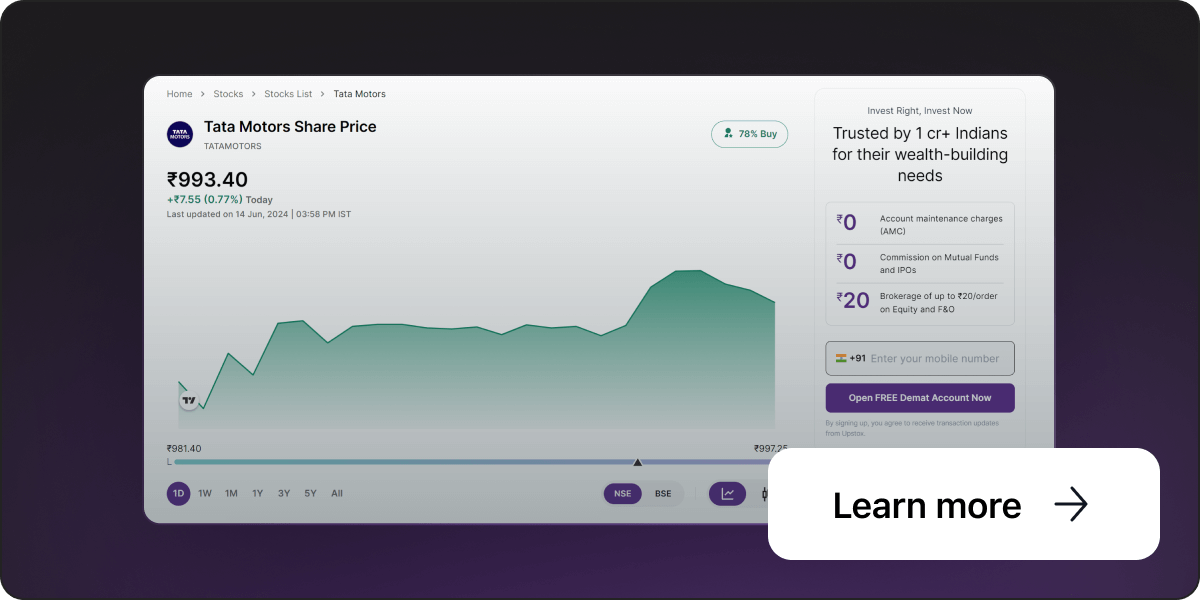 Home > Stocks > Stocks List > Tata Motors
TATA
MOTORS
Tata Motors Share Price
TATAMOTORS
78% Buy
₹993.40
+₹7.55 (0.77%) Today
Last updated on 14 Jun, 2024 | 03:58 PM IST
₹981.40
₹997.25
L
1D 1W 1M 1Y 3Y 5Y All
NSE BSE
Invest Right, Invest Now
Trusted by 1 cr+ Indians
for their wealth-building
needs
₹0 Account maintenance charges
(AMC)
₹0 Commission on Mutual Funds
and IPOs
₹20 Brokerage of up to ₹20/order
on Equity and F&O
+91 Enter your mobile number
Open FREE Demat Account Now
By signing up, you agree to receive transaction updates
from Upstox.
Learn more →